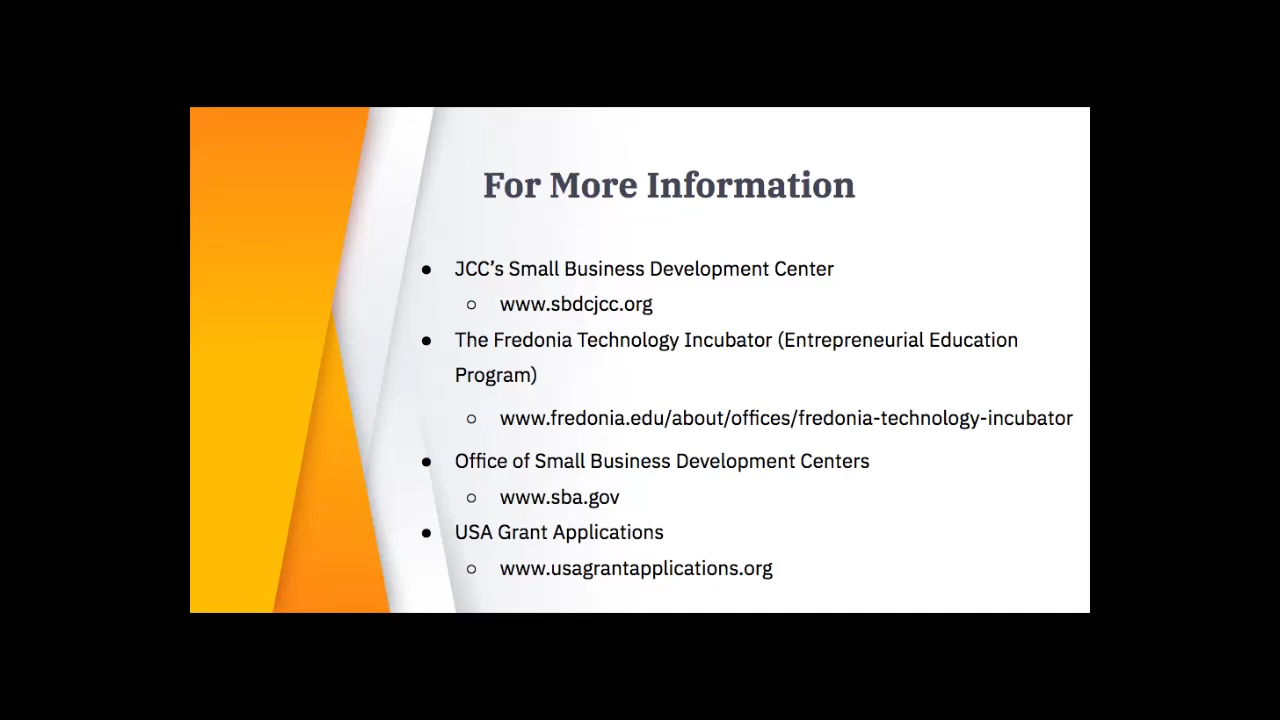 For More Information
● JCC’s Small Business Development Center
○ www.sbdcjcc.org
● The Fredonia Technology Incubator (Entrepreneurial Education
Program)
○ www.fredonia.edu/about/offices/fredonia-technology-incubator
● Office of Small Business Development Centers
○ www.sba.gov
● USA Grant Applications
○ www.usagrantapplications.org